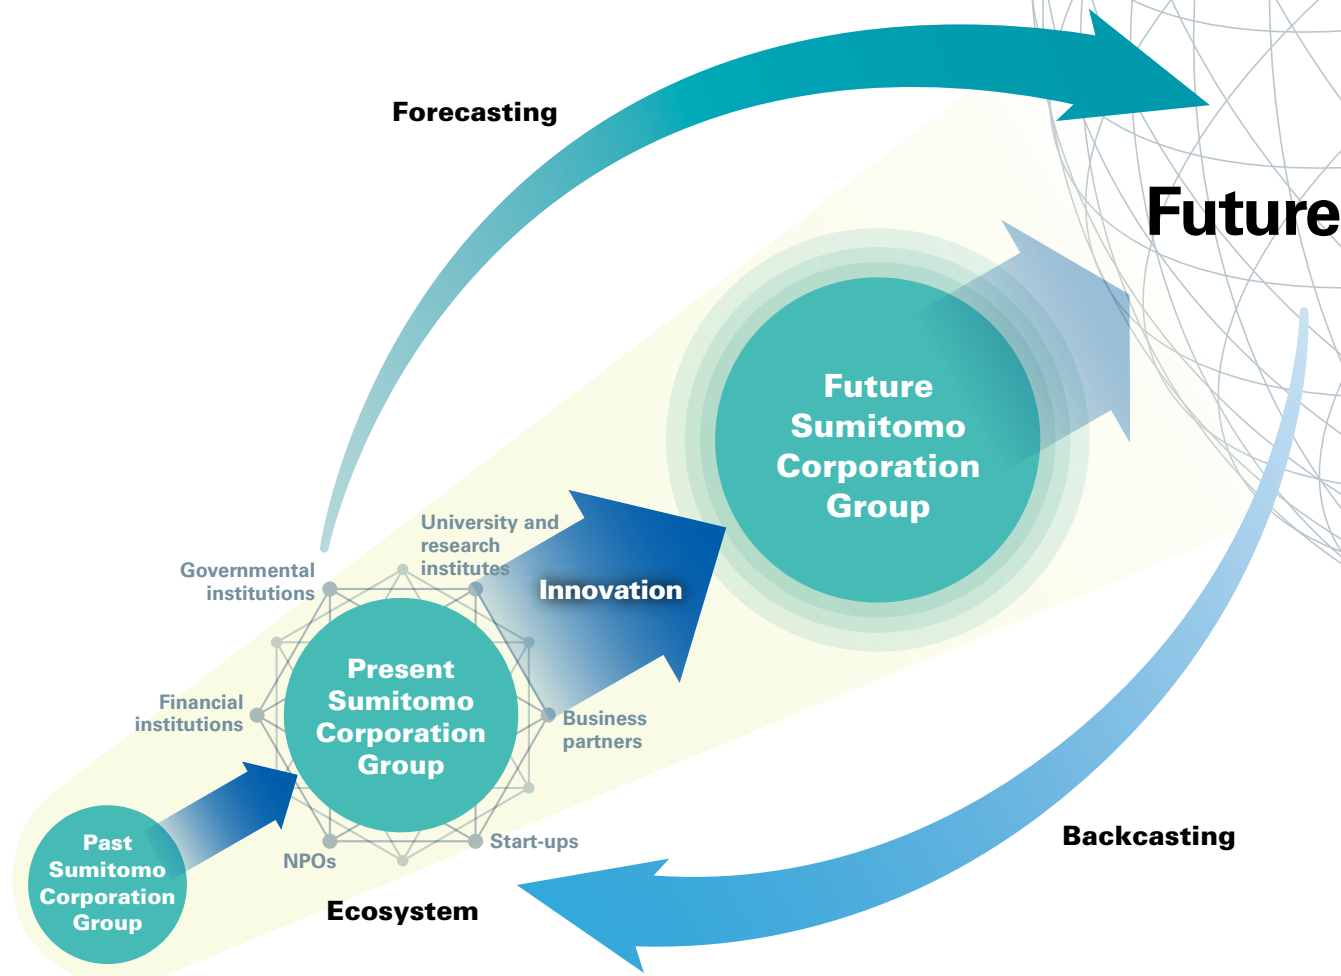 Forecasting
Future
Future
Sumitomo
Corporation
Group
University and
research
institutes
Governmental
institutions
Innovation
Present
Sumitomo
Corporation
Group
Financial
institutions
Business
partners
Past
Sumitomo
Corporation
Group
NPOs
Start-ups
Backcasting
Ecosystem